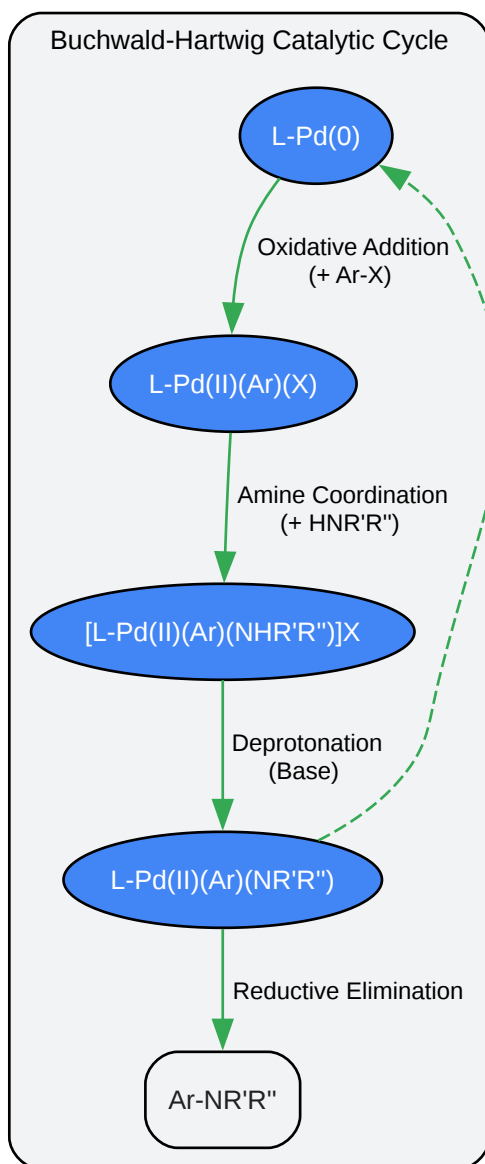 Buchwald-Hartwig Catalytic Cycle
L-Pd(0)
Oxidative Addition
(+ Ar-X)
L-Pd(II)(Ar)(X)
Amine Coordination
(+ HNR'R'')
[L-Pd(II)(Ar)(NHR'R'')]X
Deprotonation
(Base)
L-Pd(II)(Ar)(NR'R'')
Reductive Elimination
Ar-NR'R''